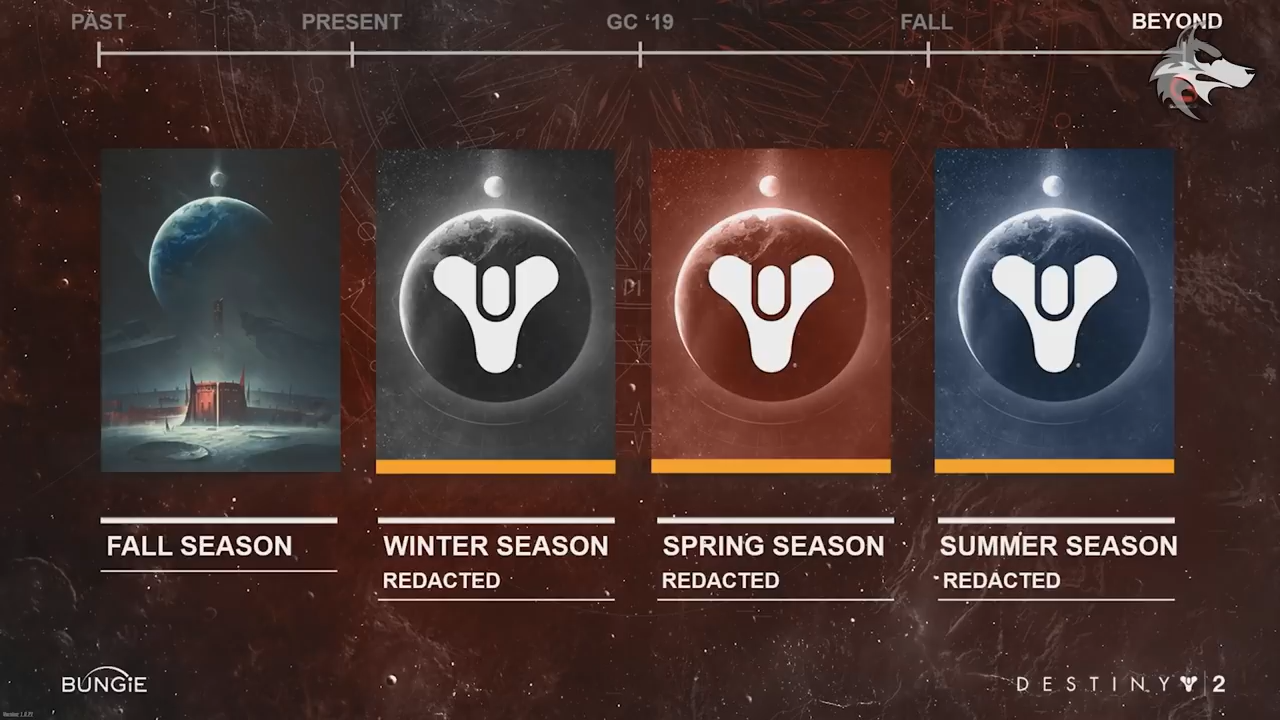 PAST PRESENT GC ‘19 FALL BEYOND
FALL SEASON WINTER SEASON SPRING SEASON SUMMER SEASON
REDACTED REDACTED REDACTED
BUNGiE DESTINY 2